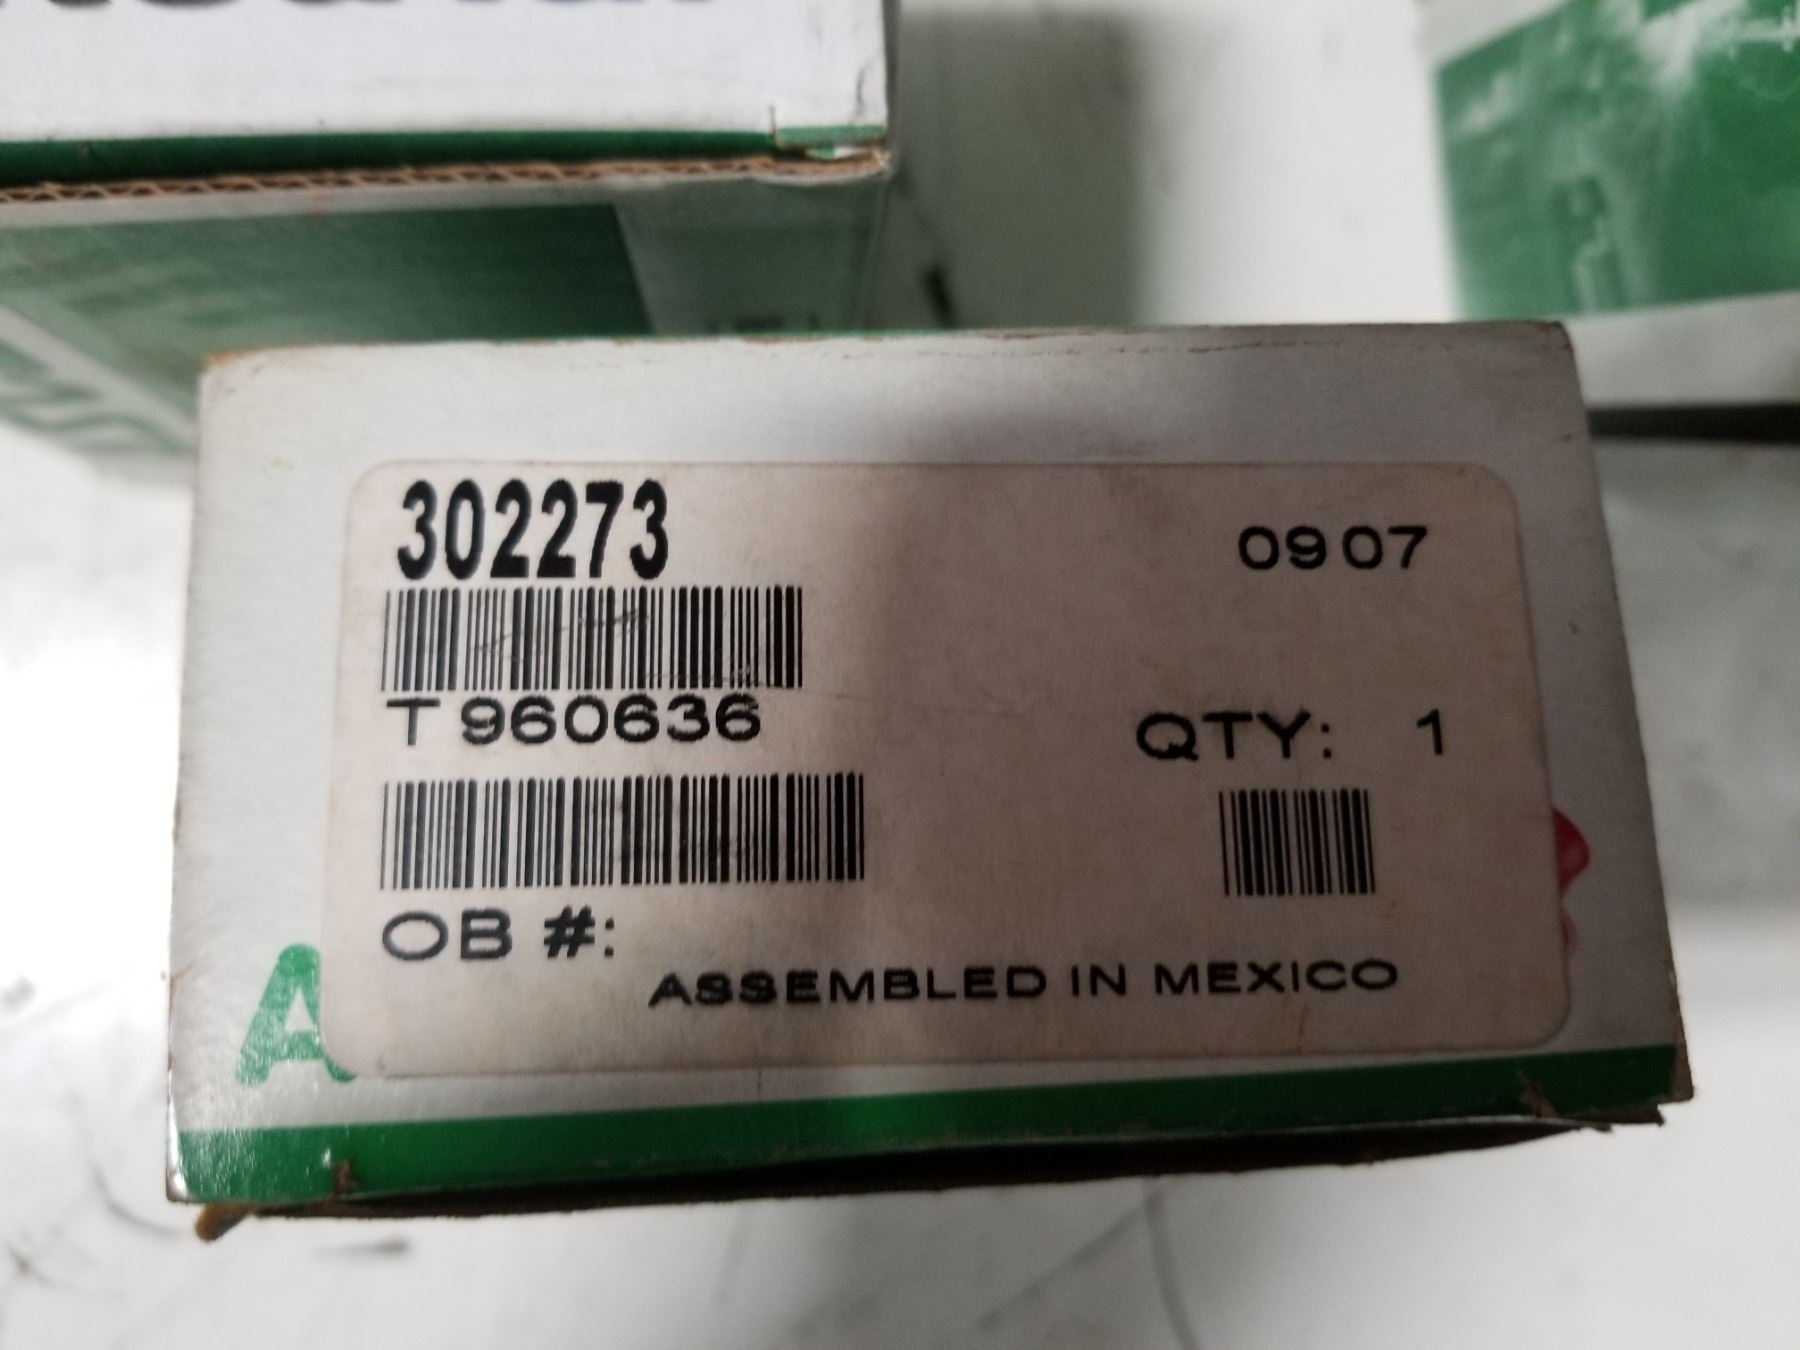 302273
0907
T 960636
QTY: 1
OB #:
ASSEMBLED IN MEXICO
A